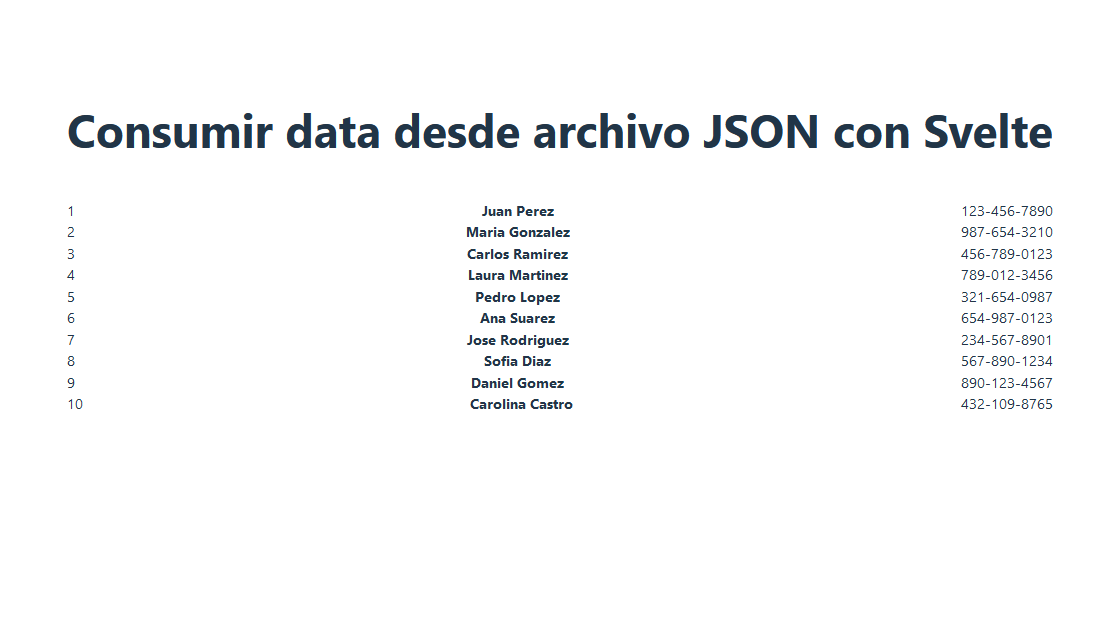 Consumir data desde archivo JSON con Svelte
1 Juan Perez 123-456-7890
2 Maria Gonzalez 987-654-3210
3 Carlos Ramirez 456-789-0123
4 Laura Martinez 789-012-3456
5 Pedro Lopez 321-654-0987
6 Ana Suarez 654-987-0123
7 Jose Rodriguez 234-567-8901
8 Sofia Diaz 567-890-1234
9 Daniel Gomez 890-123-4567
10 Carolina Castro 432-109-8765